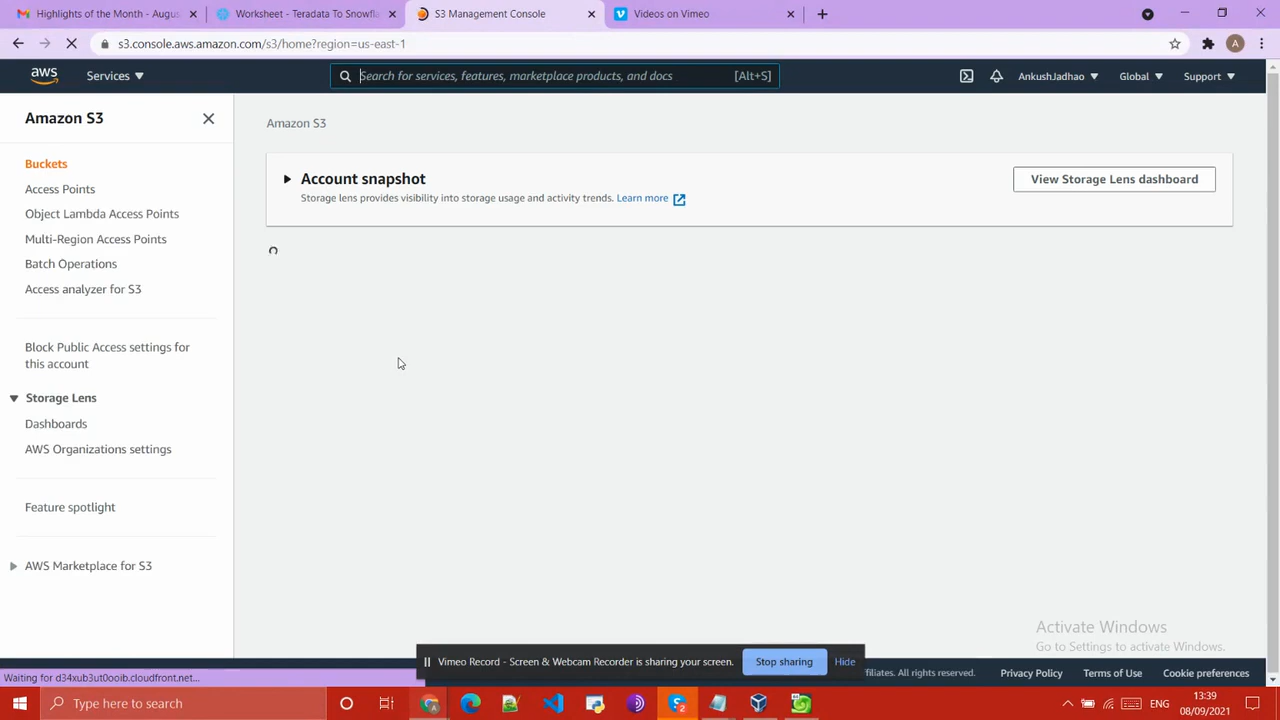 Highlights of the Month - Augus
Worksheet - Teradata To Snowfla
S3 Management Console
Videos on Vimeo
s3.console.aws.amazon.com/s3/home?region=us-east-1
A
aws
Services
Search for services, features, marketplace products, and docs
[Alt+S]
AnkushJadhao
Global
Support
Amazon S3
Buckets
Access Points
Object Lambda Access Points
Multi-Region Access Points
Batch Operations
Access analyzer for S3
Block Public Access settings for
this account
Storage Lens
Dashboards
AWS Organizations settings
Feature spotlight
AWS Marketplace for S3
Amazon S3
Account snapshot
Storage lens provides visibility into storage usage and activity trends. Learn more
View Storage Lens dashboard
Activate Windows
Go to Settings to activate Windows.
Vimeo Record - Screen & Webcam Recorder is sharing your screen.
Stop sharing
Hide
ffiliates. All rights reserved.
Privacy Policy
Terms of Use
Cookie preferences
Waiting for d34xub3ut0ooib.cloudfront.net...
Type here to search
ENG
13:39
08/09/2021